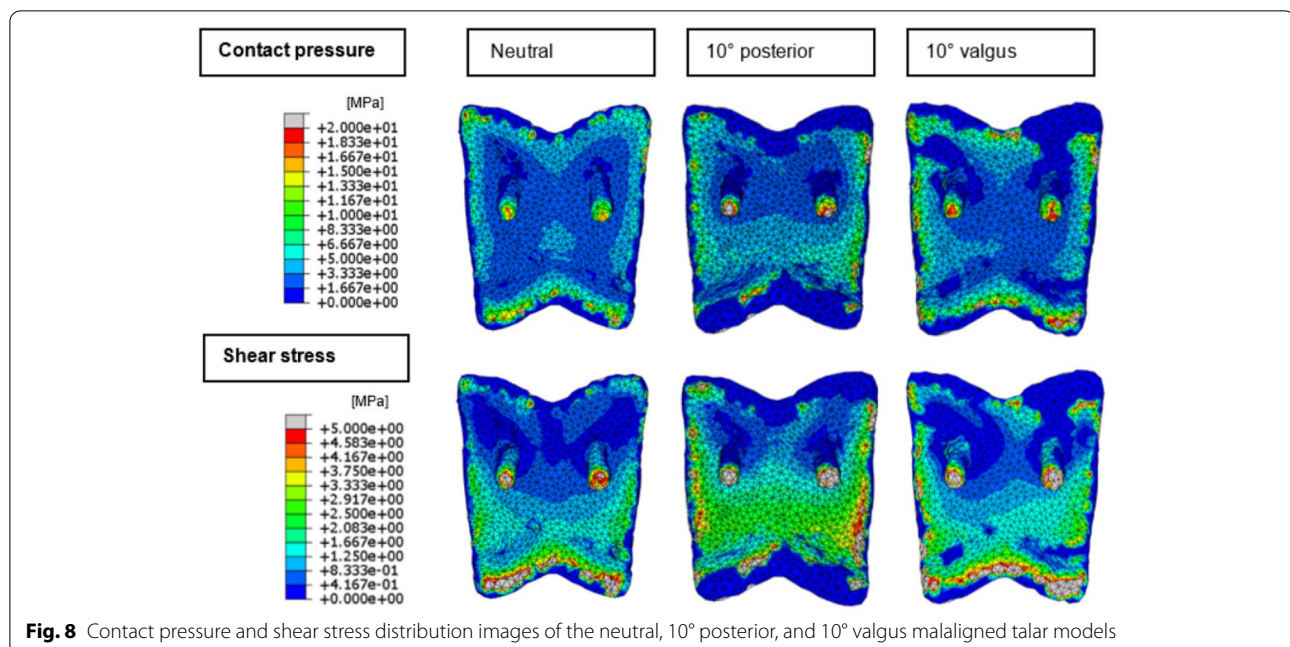 Contact pressure
Neutral
10° posterior
10° valgus
[MPa]
+2.000e+01
+1.833e+01
+1.667e+01
+1.500e+01
+1.333e+01
+1.167e+01
+1.000e+01
+8.333e+00
+6.667e+00
+5.000e+00
+3.333e+00
+1.667e+00
+0.000e+00
Shear stress
[MPa]
+5.000e+00
+4.583e+00
+4.167e+00
+3.750e+00
+3.333e+00
+2.917e+00
+2.500e+00
+2.083e+00
+1.667e+00
+1.250e+00
+8.333e-01
+4.167e-01
+0.000e+00
Fig. 8 Contact pressure and shear stress distribution images of the neutral, 10° posterior, and 10° valgus malaligned talar models